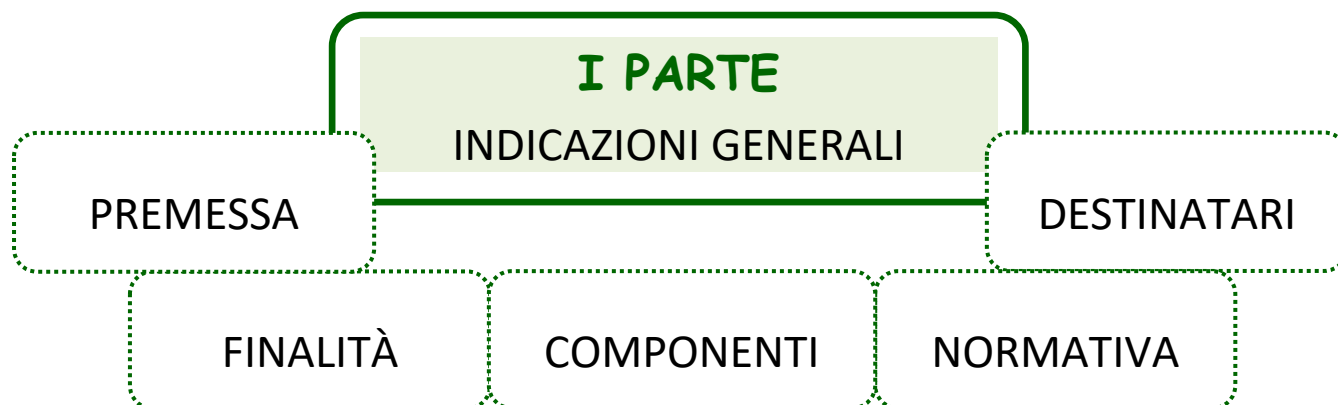 I PARTE
INDICAZIONI GENERALI
PREMESSA
DESTINATARI
FINALITÀ
COMPONENTI
NORMATIVA